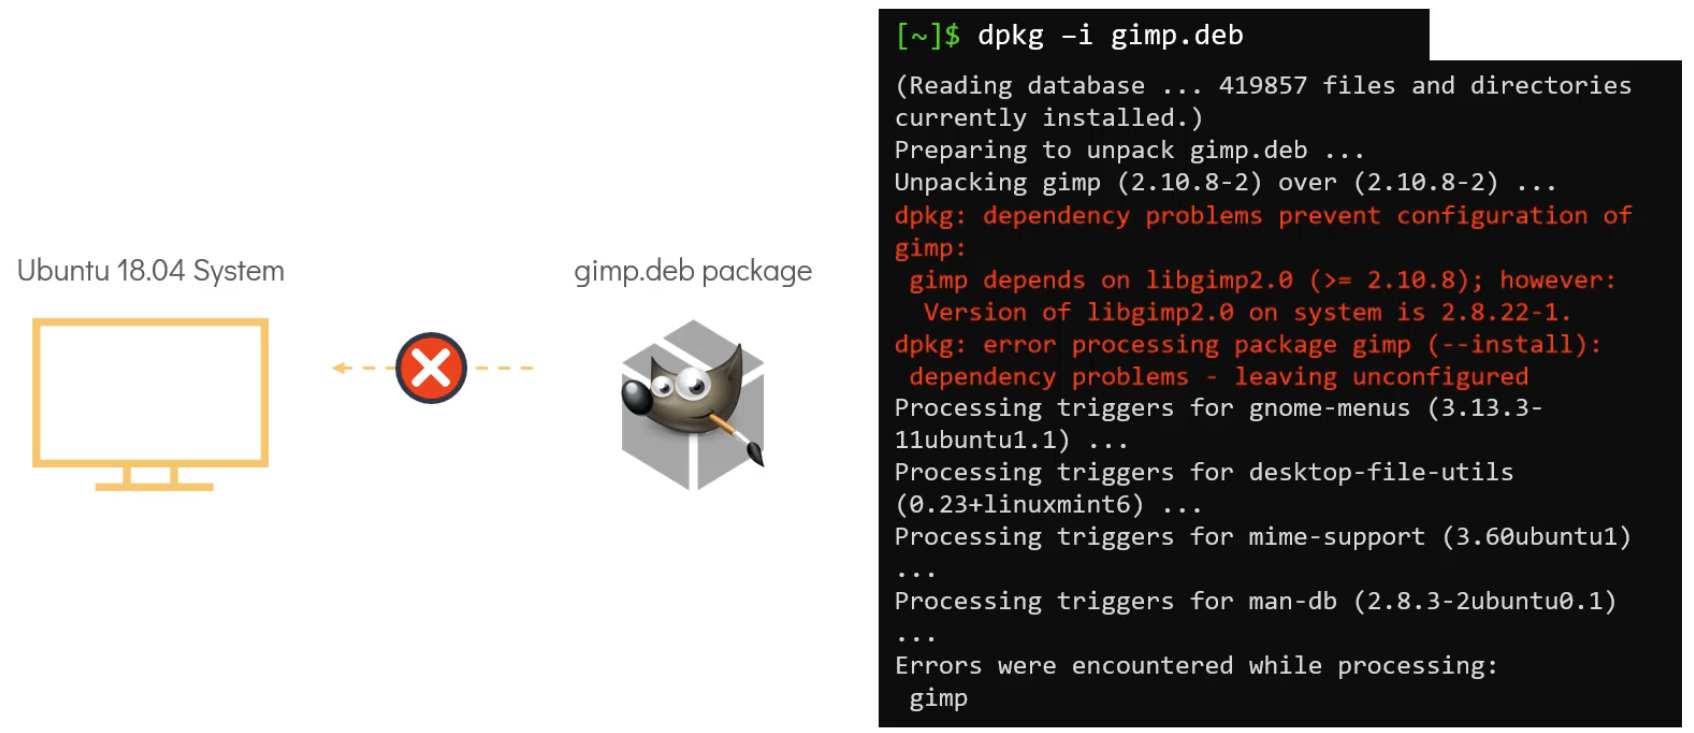 Ubuntu 18.04 System
gimp.deb package
[~]$ dpkg –i gimp.deb
(Reading database ... 419857 files and directories
currently installed.)
Preparing to unpack gimp.deb ...
Unpacking gimp (2.10.8-2) over (2.10.8-2) ...
dpkg: dependency problems prevent configuration of
gimp:
 gimp depends on libgimp2.0 (>= 2.10.8); however:
  Version of libgimp2.0 on system is 2.8.22-1.
dpkg: error processing package gimp (--install):
 dependency problems - leaving unconfigured
Processing triggers for gnome-menus (3.13.3-
11ubuntu1.1) ...
Processing triggers for desktop-file-utils
(0.23+linuxmint6) ...
Processing triggers for mime-support (3.60ubuntu1)
...
Processing triggers for man-db (2.8.3-2ubuntu0.1)
...
Errors were encountered while processing:
 gimp